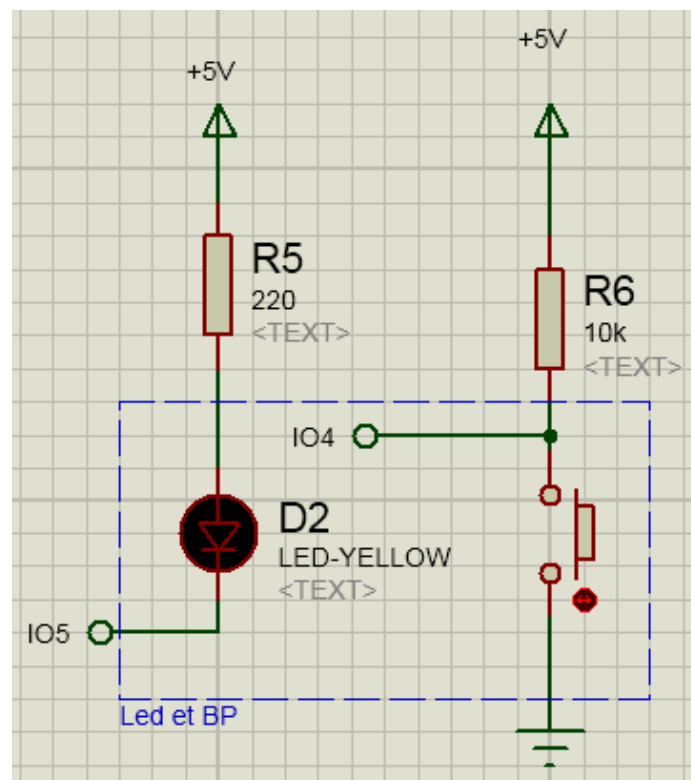 +5V
+5V
R5
220
<TEXT>
R6
10k
<TEXT>
IO4
D2
LED-YELLOW
<TEXT>
IO5
Led et BP